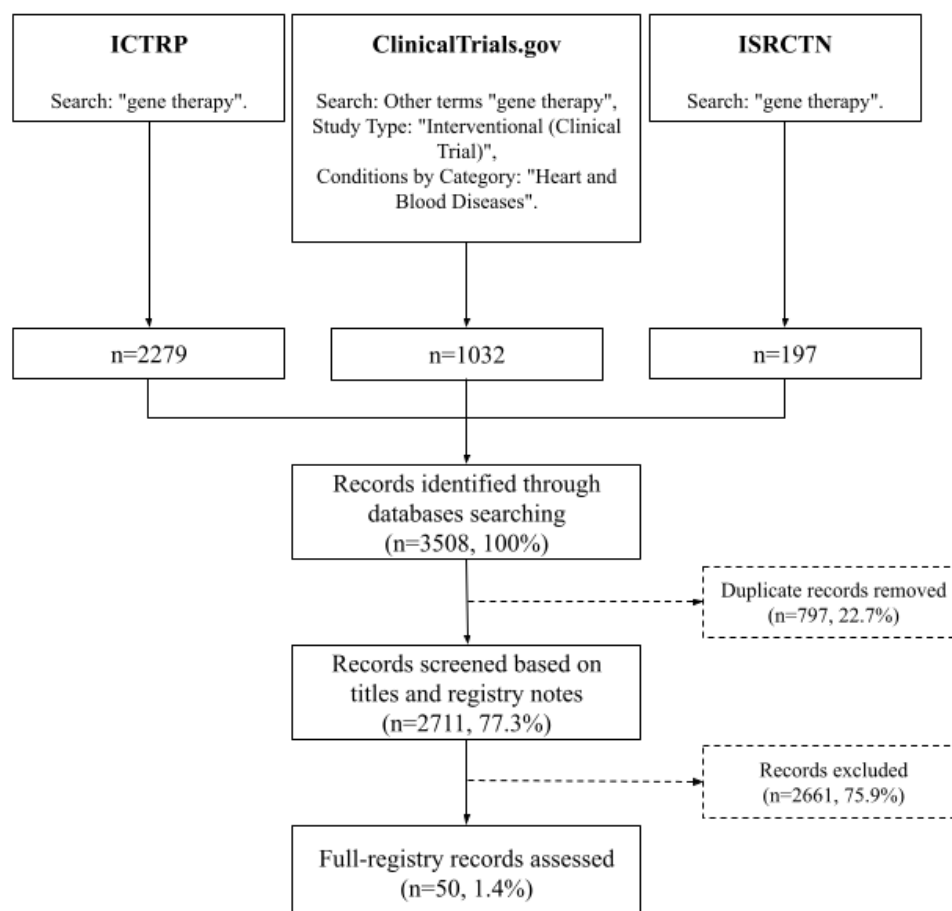 ICTRP
Search: "gene therapy".
ClinicalTrials.gov
Search: Other terms "gene therapy",
Study Type: "Interventional (Clinical
Trial)",
Conditions by Category: "Heart and
Blood Diseases".
ISRCTN
Search: "gene therapy".
n=2279
n=1032
n=197
Records identified through
databases searching
(n=3508, 100%)
Duplicate records removed
(n=797, 22.7%)
Records screened based on
titles and registry notes
(n=2711, 77.3%)
Records excluded
(n=2661, 75.9%)
Full-registry records assessed
(n=50, 1.4%)